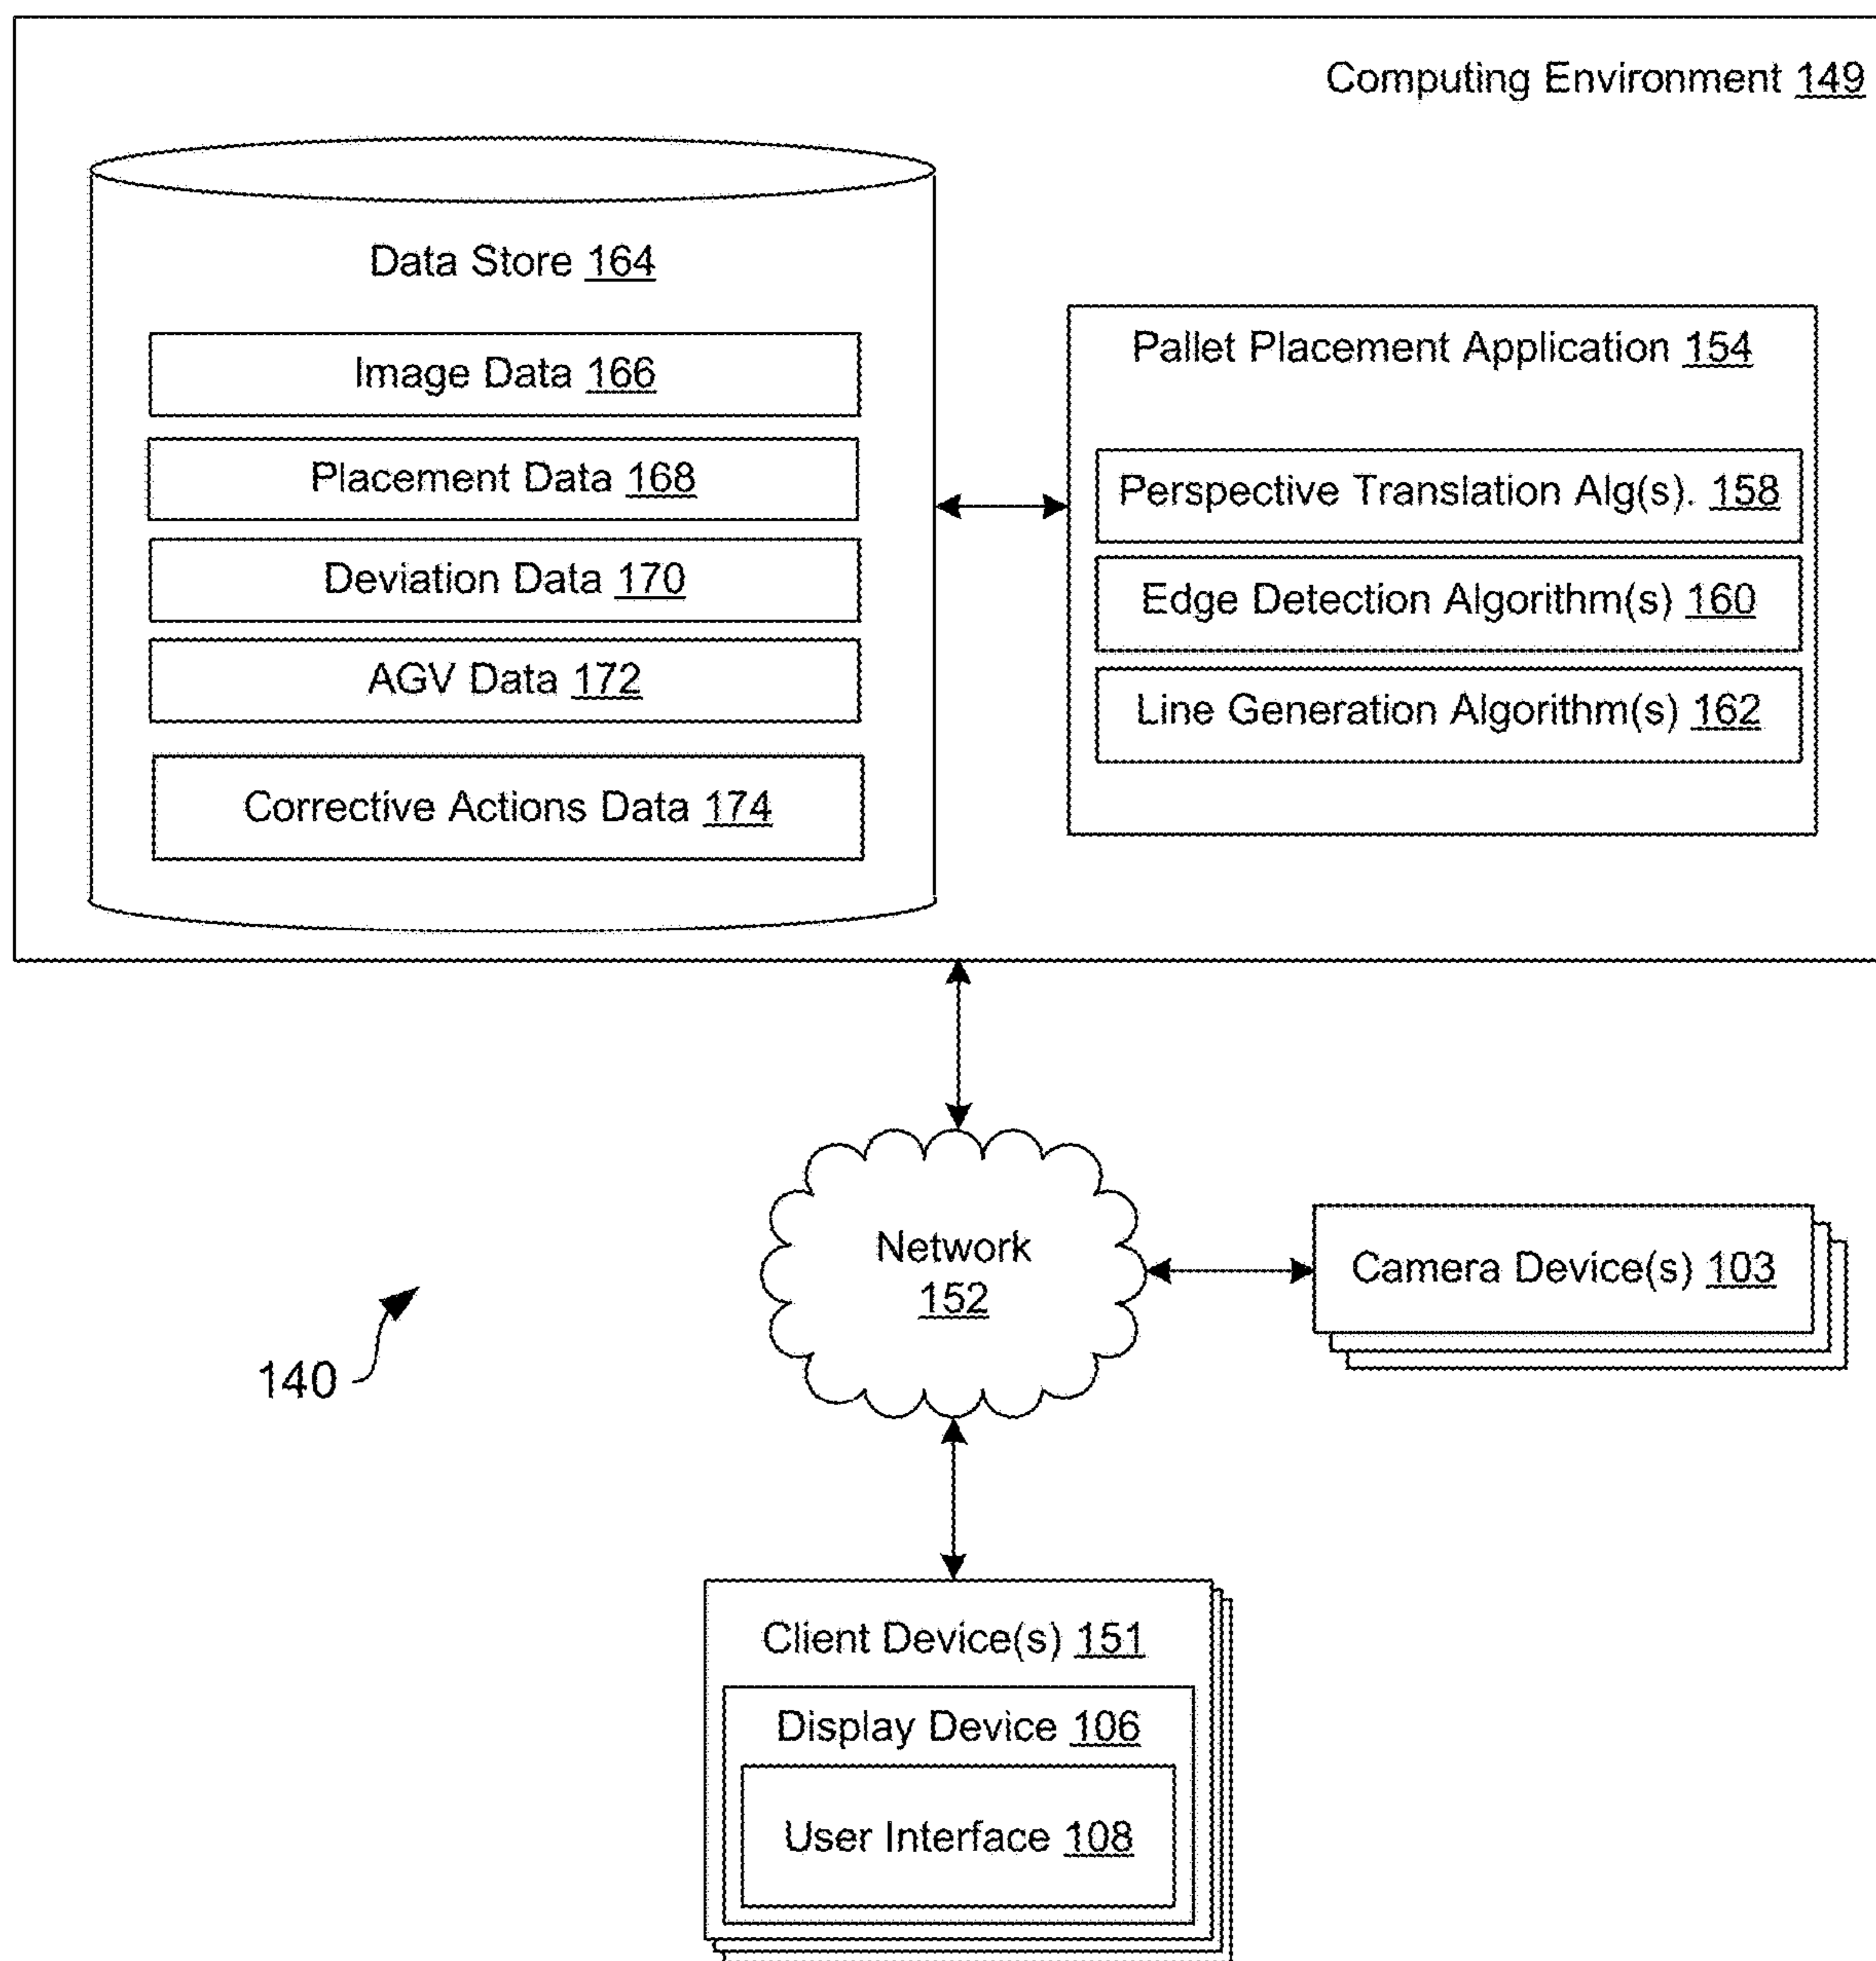 Computing Environment 149
Data Store 164
Image Data 166
Placement Data 168
Deviation Data 170
AGV Data 172
Corrective Actions Data 174
Pallet Placement Application 154
Perspective Translation Alg(s). 158
Edge Detection Algorithm(s) 160
Line Generation Algorithm(s) 162
Network
152
Camera Device(s) 103
140
Client Device(s) 151
Display Device 106
User Interface 108